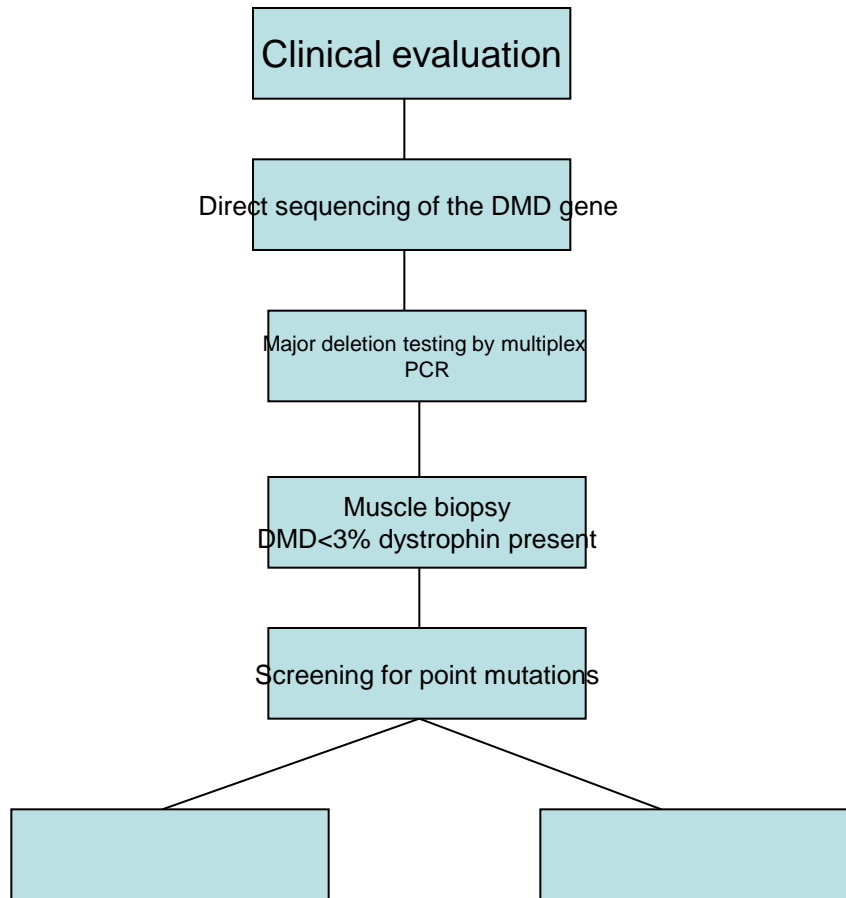 Clinical evaluation
Direct sequencing of the DMD gene
Major deletion testing by multiplex
PCR
Muscle biopsy
DMD<3% dystrophin present
Screening for point mutations